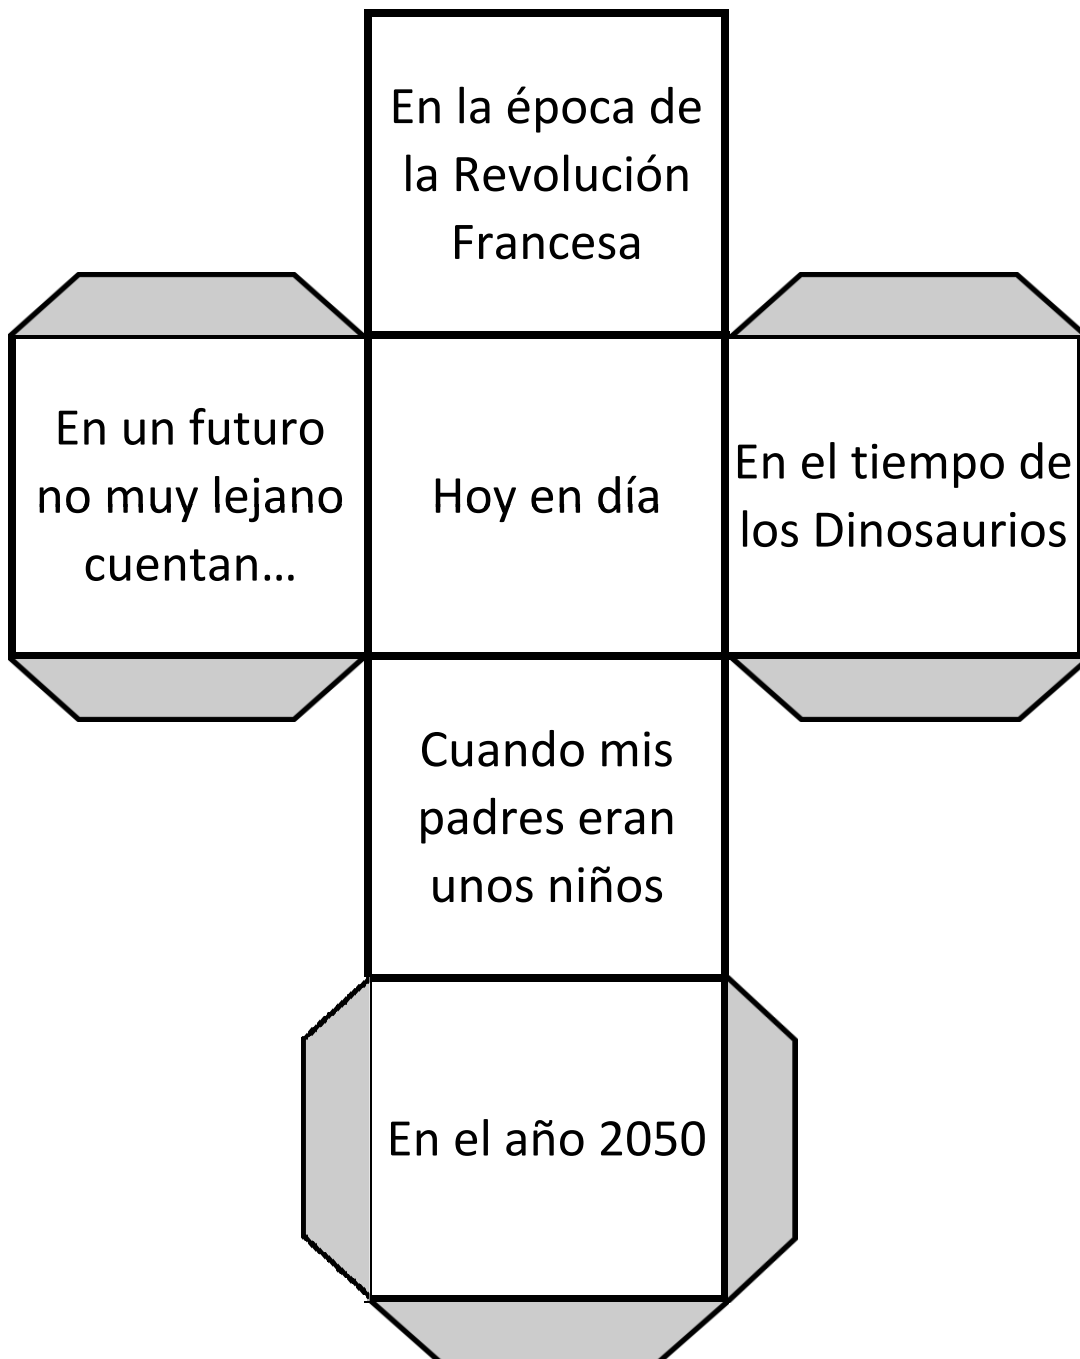 En la época de
la Revolución
Francesa
En un futuro
no muy lejano
cuentan...
Hoy en día
En el tiempo de
los Dinosaurios
Cuando mis
padres eran
unos niños
En el año 2050